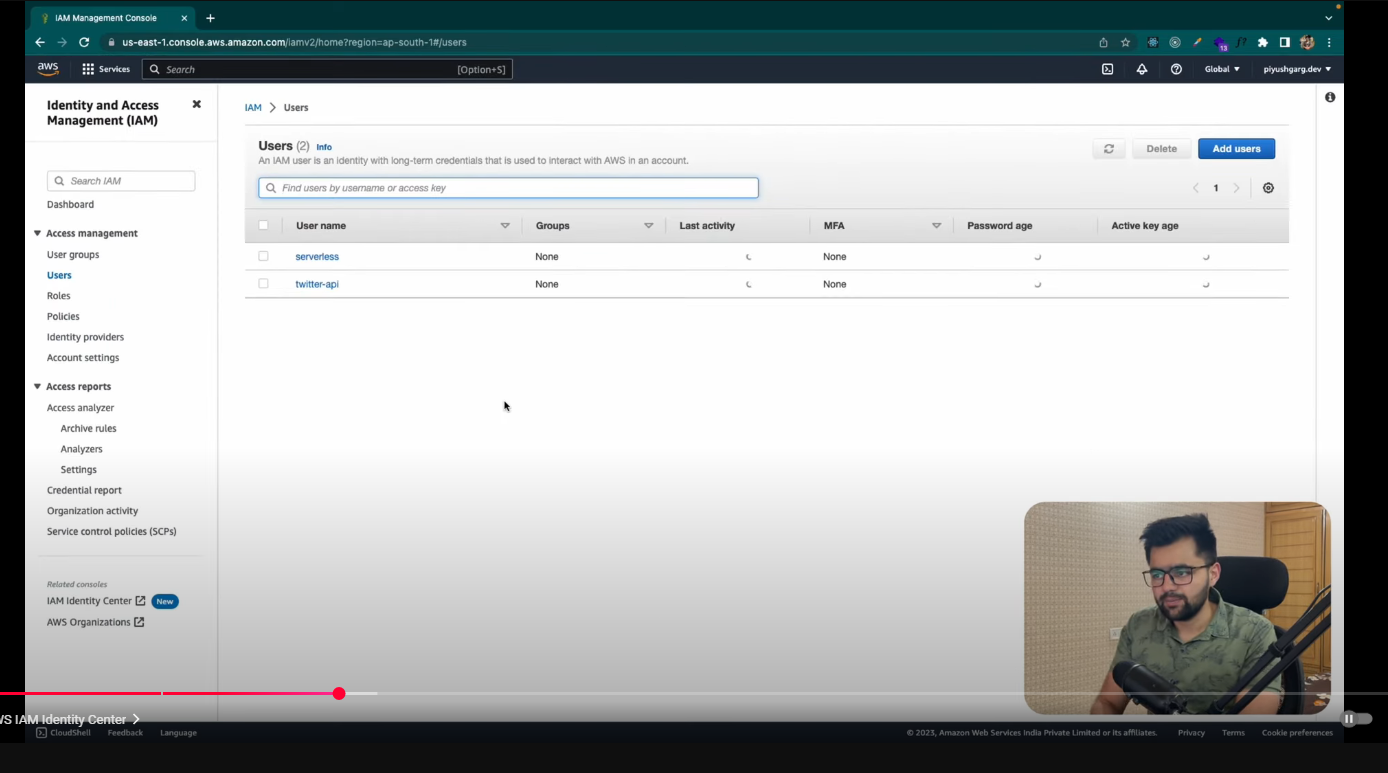 IAM Management Console
us-east-1.console.aws.amazon.com/iamv2/home?region=ap-south-1#/users
13
f?
aws
Services
Search
[Option+S]
Global
piyushgarg.dev
Identity and Access
Management (IAM)
Search IAM
Dashboard
Access management
User groups
Users
Roles
Policies
Identity providers
Account settings
Access reports
Access analyzer
Archive rules
Analyzers
Settings
Credential report
Organization activity
Service control policies (SCPs)
Related consoles
IAM Identity Center
New
AWS Organizations
IAM > Users
Users (2) Info
An IAM user is an identity with long-term credentials that is used to interact with AWS in an account.
Delete
Add users
Find users by username or access key
1
User name Groups Last activity MFA Password age Active key age
serverless None None
twitter-api None None
WS IAM Identity Center
CloudShell Feedback Language
© 2023, Amazon Web Services India Private Limited or its affiliates. Privacy Terms Cookie preferences